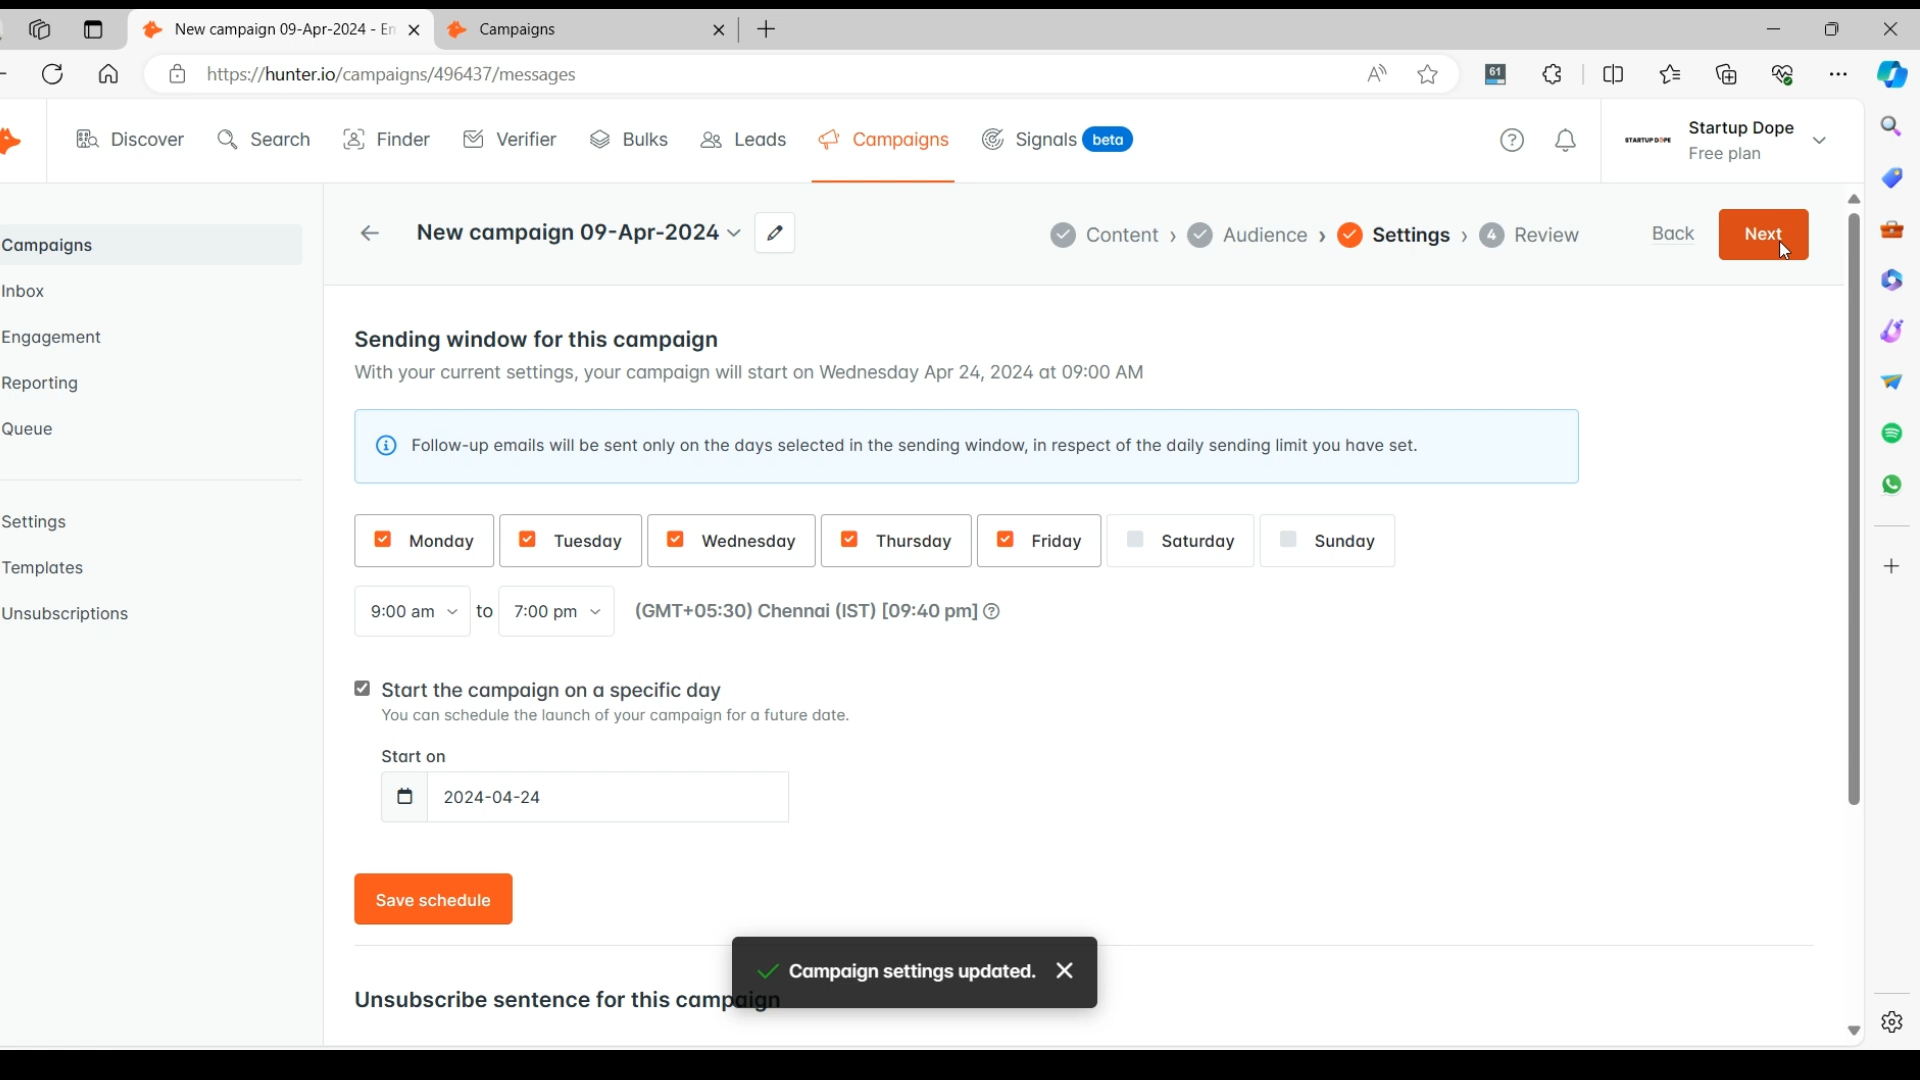 New campaign 09-Apr-2024 - Em
Campaigns
https://hunter.io/campaigns/496437/messages
61
Discover
Search
Finder
Verifier
Bulks
Leads
Campaigns
Signals beta
STARTUP DOPE
Startup Dope
Free plan
Campaigns
Inbox
Engagement
Reporting
Queue
Settings
Templates
Unsubscriptions
New campaign 09-Apr-2024
Content › Audience › Settings › 4 Review
Back
Next
Sending window for this campaign
With your current settings, your campaign will start on Wednesday Apr 24, 2024 at 09:00 AM
Follow-up emails will be sent only on the days selected in the sending window, in respect of the daily sending limit you have set.
Monday
Tuesday
Wednesday
Thursday
Friday
Saturday
Sunday
9:00 am to 7:00 pm (GMT+05:30) Chennai (IST) [09:40 pm]
Start the campaign on a specific day
You can schedule the launch of your campaign for a future date.
Start on
2024-04-24
Save schedule
Campaign settings updated.
Unsubscribe sentence for this campaign